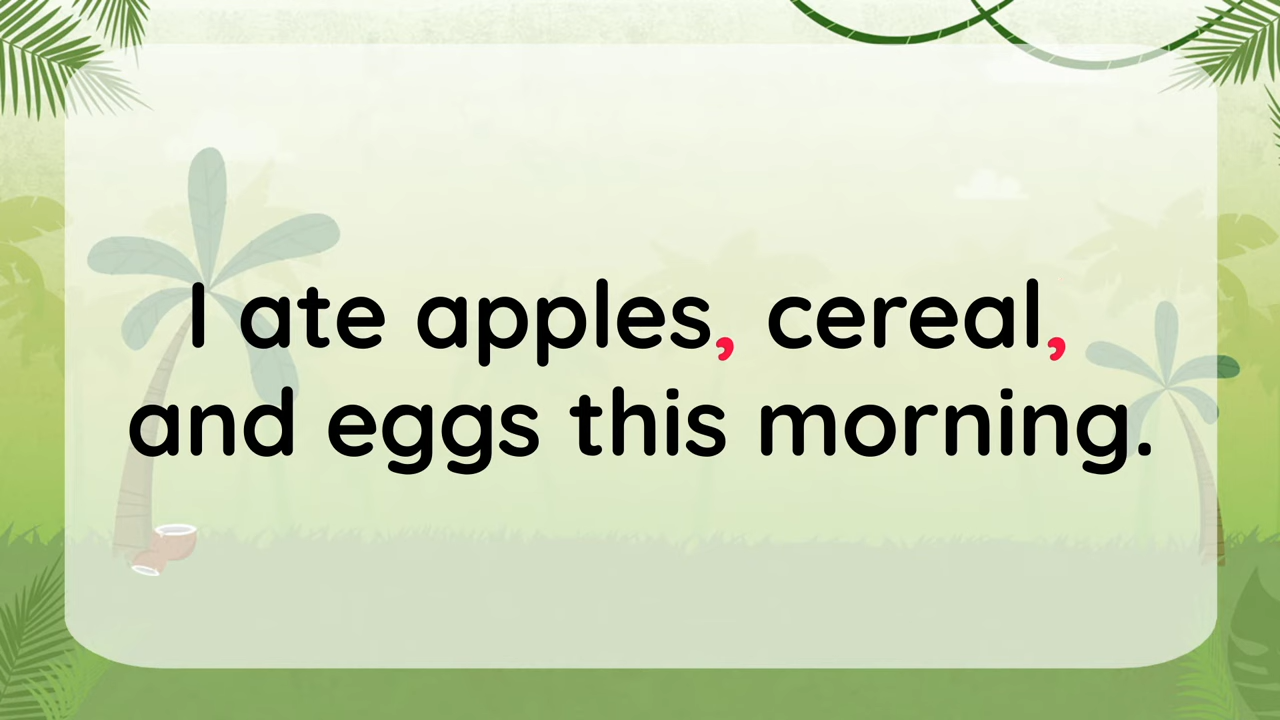 I ate apples, cereal,
and eggs this morning.